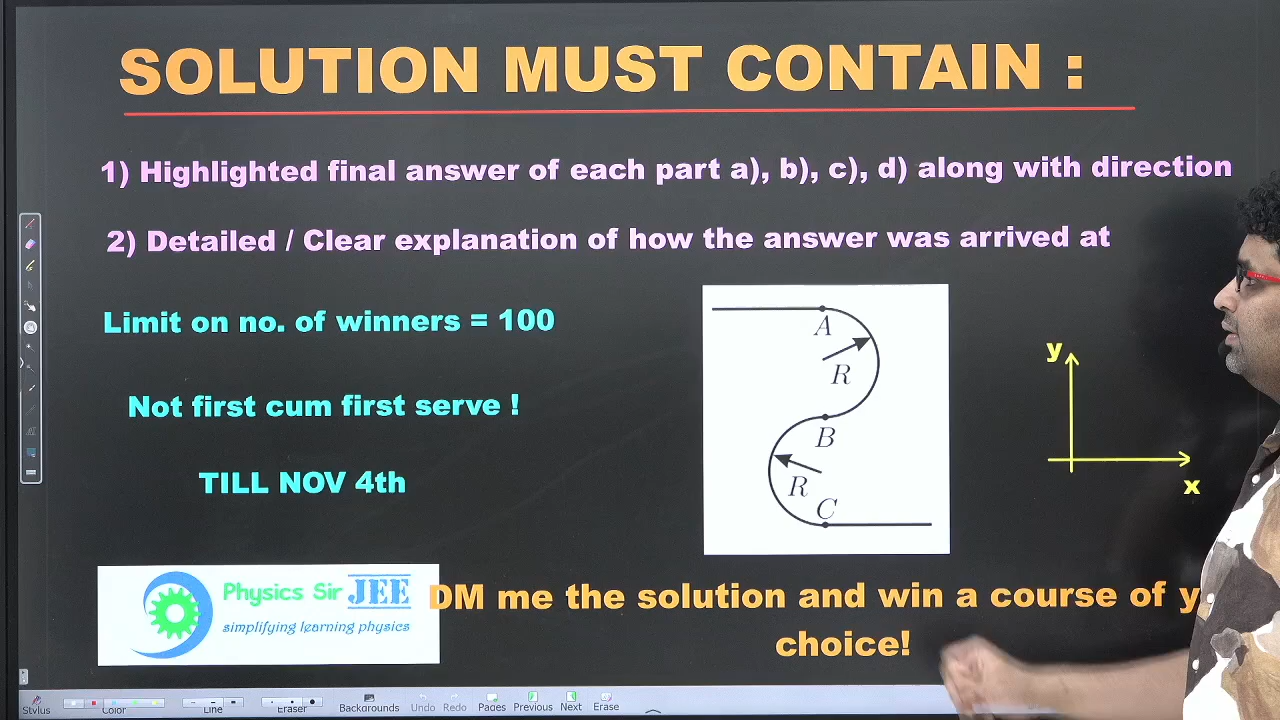 SOLUTION MUST CONTAIN :
1) Highlighted final answer of each part a), b), c), d) along with direction
2) Detailed / Clear explanation of how the answer was arrived at
Limit on no. of winners = 100
Not first cum first serve !
TILL NOV 4th
A
R
B
R
C
y
x
Physics Sir JEE
simplifying learning physics
DM me the solution and win a course of y
choice!
Stylus
Color
Line
Eraser
Backgrounds
Undo
Redo
Pages
Previous
Next
Erase